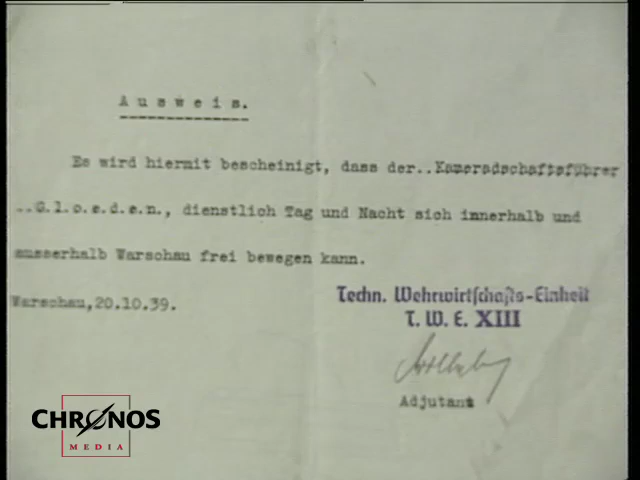 A u s w e i s.
Es wird hiermit bescheinigt, dass der..Kameradschaftsführer
..G.l.o.e.d.e.n., dienstlich Tag und Nacht sich innerhalb und
ausserhalb Warschau frei bewegen kann.
Warschau,20.10.39.
Techn. Wehrwirtschafts-Einheit
T. W. E. XIII
Adjutant
CHRONOS
MEDIA